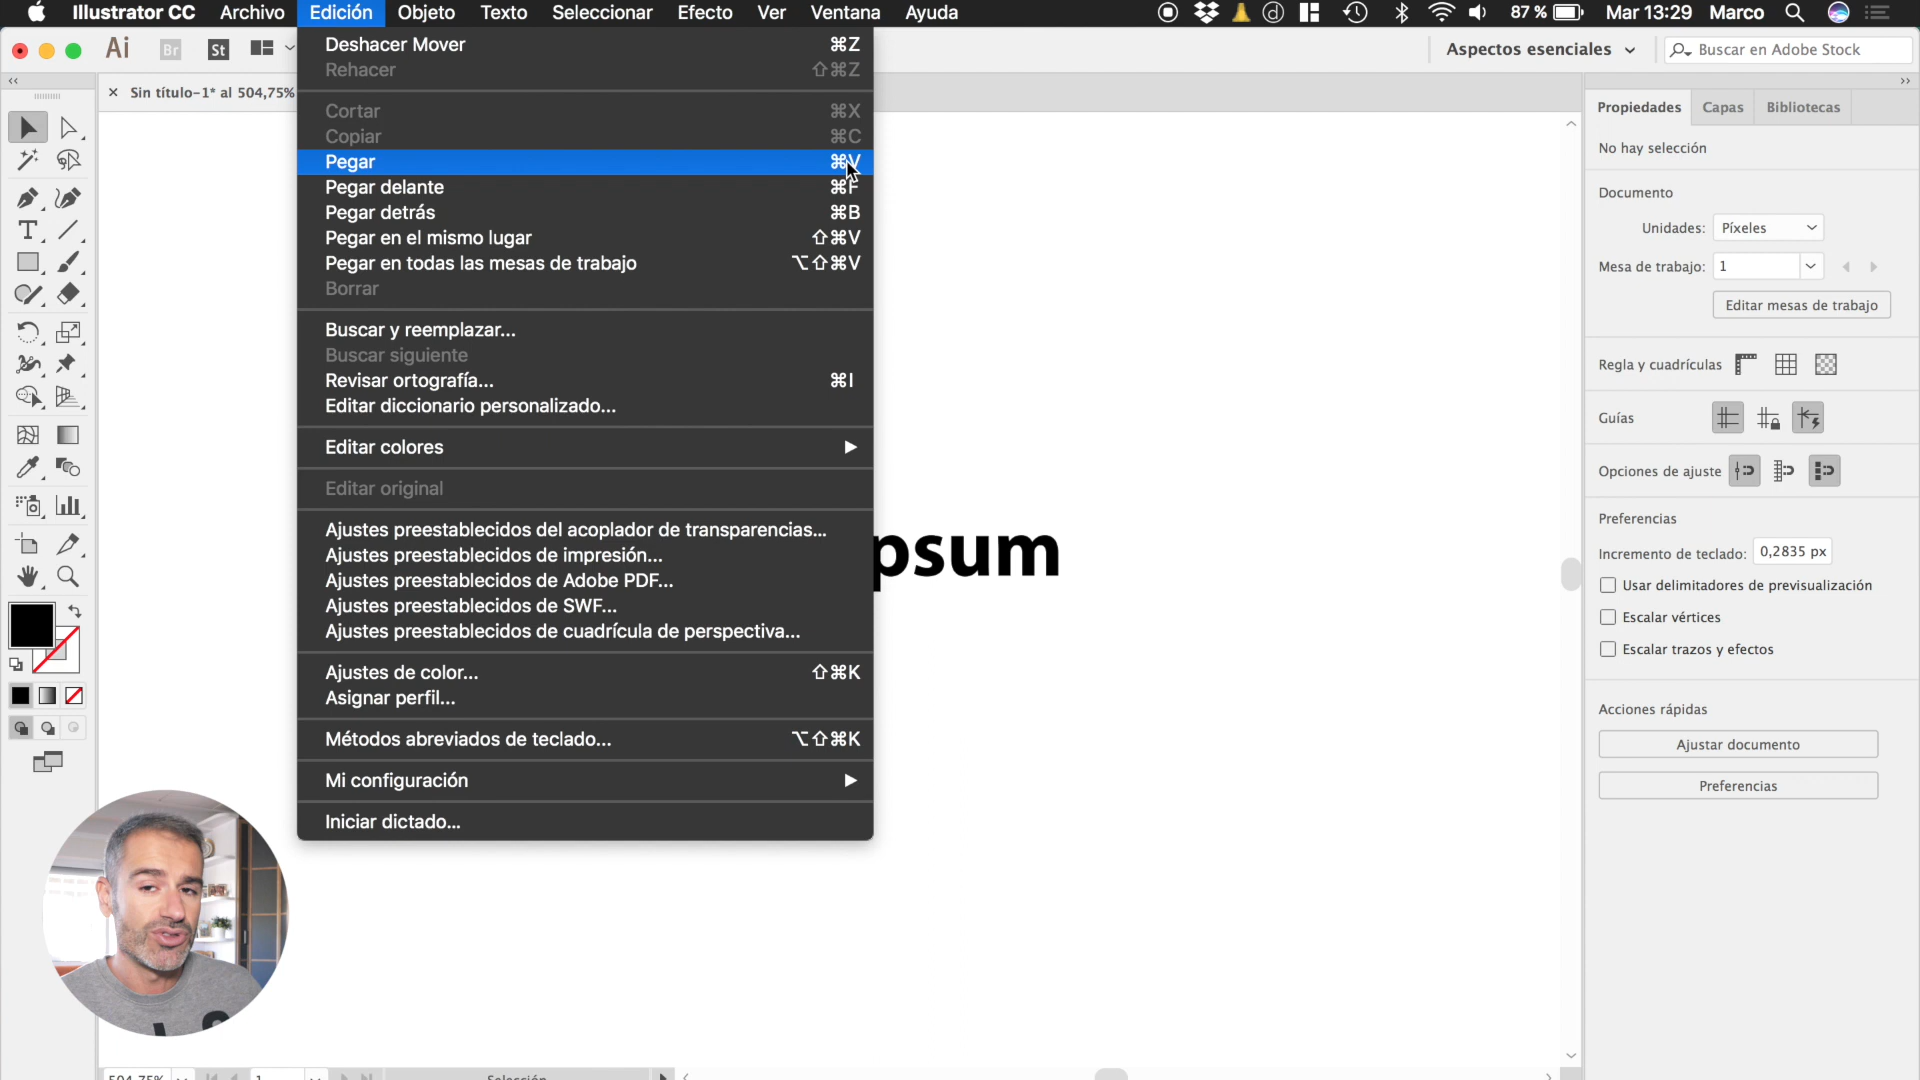 Illustrator CC Archivo Edición Objeto Texto Seleccionar Efecto Ver Ventana Ayuda
87 % Mar 13:29 Marco
Ai Br St
Aspectos esenciales
Buscar en Adobe Stock
Sin título-1* al 504,75%
Deshacer Mover ⌘Z
Rehacer ⇧⌘Z
Cortar ⌘X
Copiar ⌘C
Pegar ⌘V
Pegar delante ⌘F
Pegar detrás ⌘B
Pegar en el mismo lugar ⇧⌘V
Pegar en todas las mesas de trabajo ⌥⇧⌘V
Borrar
Buscar y reemplazar...
Buscar siguiente
Revisar ortografía... ⌘I
Editar diccionario personalizado...
Editar colores
Editar original
Ajustes preestablecidos del acoplador de transparencias...
Ajustes preestablecidos de impresión...
Ajustes preestablecidos de Adobe PDF...
Ajustes preestablecidos de SWF...
Ajustes preestablecidos de cuadrícula de perspectiva...
Ajustes de color... ⇧⌘K
Asignar perfil...
Métodos abreviados de teclado... ⌥⇧⌘K
Mi configuración
Iniciar dictado...
psum
Propiedades Capas Bibliotecas
No hay selección
Documento
Unidades: Píxeles
Mesa de trabajo: 1
Editar mesas de trabajo
Regla y cuadrículas
Guías
Opciones de ajuste
Preferencias
Incremento de teclado: 0,2835 px
Usar delimitadores de previsualización
Escalar vértices
Escalar trazos y efectos
Acciones rápidas
Ajustar documento
Preferencias
504,75% 1 Selección